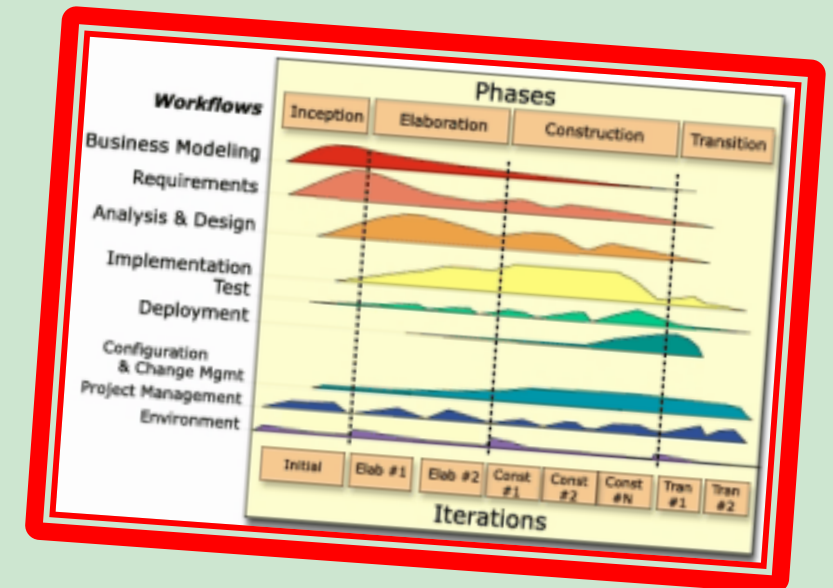 Phases
Workflows
Inception
Elaboration
Construction
Transition
Business Modeling
Requirements
Analysis & Design
Implementation
Test
Deployment
Configuration
& Change Mgmt
Project Management
Environment
Initial
Elab #1
Elab #2
Const
#1
Const
#2
Const
#N
Tran
#1
Tran
#2
Iterations